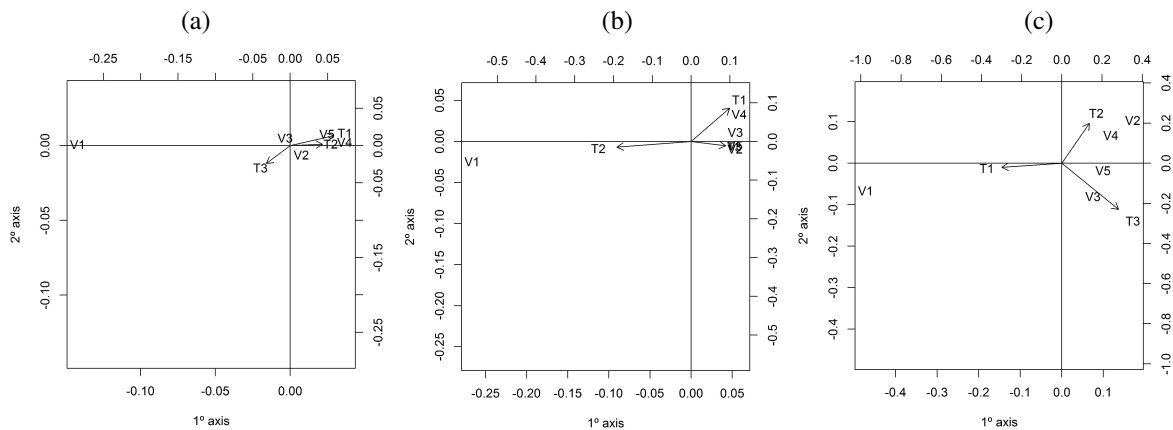 (a) (b) (c)
-0.25 -0.15 -0.05 0.00 0.05
V1 V3 V5 T1 V2 T2 V4 T3
0.00 -0.05 -0.10
2º axis
0.05 -0.05 -0.15 -0.25
-0.10 0.00
1º axis
-0.5 -0.4 -0.3 -0.2 -0.1 0.0 0.1
T1 V4 V3 T2 V2 V1
0.05 0.00 -0.05 -0.10 -0.15 -0.20 -0.25
2º axis
0.1 0.0 -0.1 -0.2 -0.3 -0.4 -0.5
-0.25 -0.20 -0.15 -0.10 -0.05 0.00 0.05
1º axis
-1.0 -0.8 -0.6 -0.4 -0.2 0.0 0.2 0.4
T2 V2 V4 T1 V5 V1 V3 T3
0.1 0.0 -0.1 -0.2 -0.3 -0.4
2º axis
0.4 0.2 0.0 -0.2 -0.4 -0.6 -0.8 -1.0
-0.4 -0.3 -0.2 -0.1 0.0 0.1
1º axis